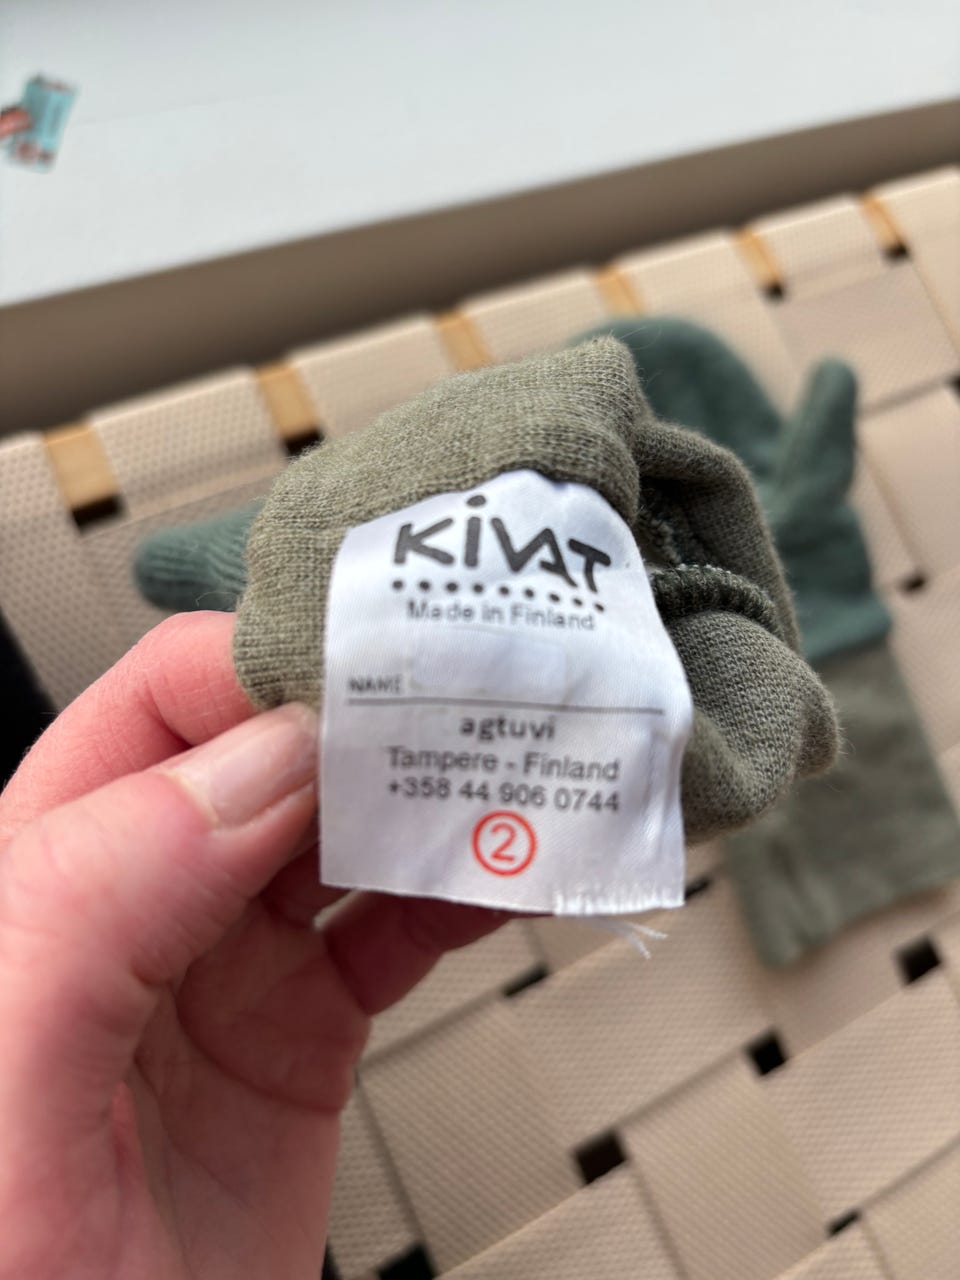 KiVAT
Made in Finland
NAME
agtuvi
Tampere - Finland
+358 44 906 0744
2